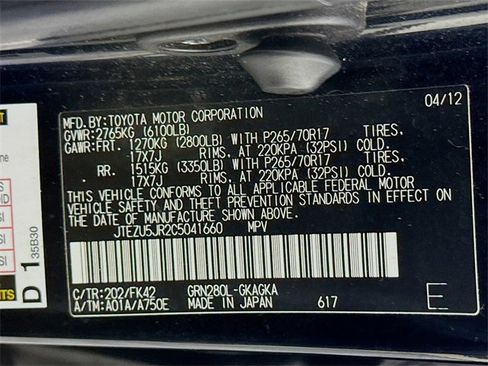 MFD.BY:TOYOTA MOTOR CORPORATION 04/12
GVWR:2765KG (6100LB)
GAWR:FRT. 1270KG (2800LB) WITH P265/70R17 TIRES.
17X7J RIMS. AT 220KPA (32PSI) COLD.
RR. 1515KG (3350LB) WITH P265/70R17 TIRES.
17X7J RIMS. AT 220KPA (32PSI) COLD.
THIS VEHICLE CONFORMS TO ALL APPLICABLE FEDERAL MOTOR
VEHICLE SAFETY AND THEFT PREVENTION STANDARDS IN EFFECT ON
THE DATE OF MANUFACTURE SHOWN ABOVE.
JTEZU5JR2C5041660 MPV
C/TR:202/FK42 GRN280L-GKAGKA
A/TM:A01A/A750E MADE IN JAPAN 617 E
D 1
35B30